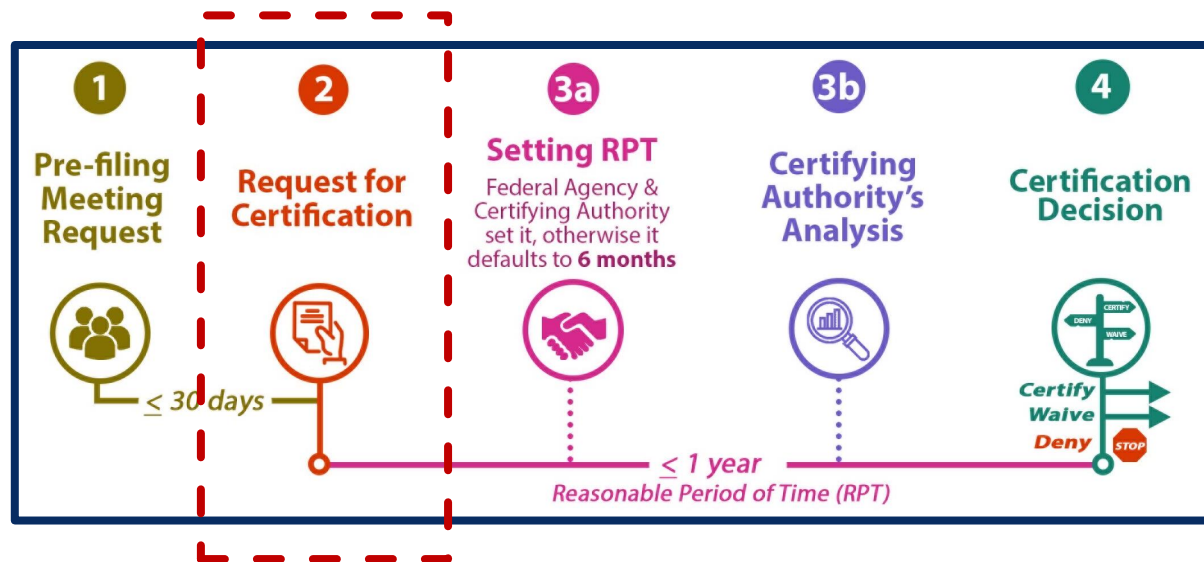 1
Pre-filing
Meeting
Request
2
Request for
Certification
3a
Setting RPT
Federal Agency &
Certifying Authority
set it, otherwise it
defaults to 6 months
3b
Certifying
Authority's
Analysis
4
Certification
Decision
CERTIFY
DENY
WAIVE
≤ 30 days
Certify
Waive
Deny STOP
≤ 1 year
Reasonable Period of Time (RPT)